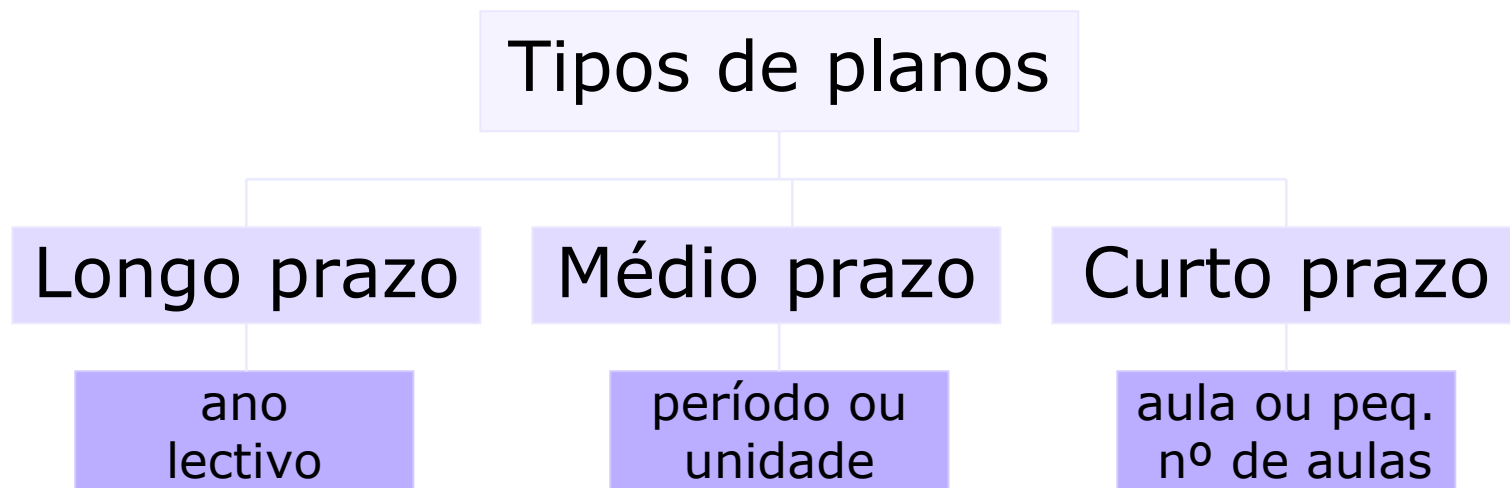 Tipos de planos
Longo prazo
Médio prazo
Curto prazo
ano
lectivo
período ou
unidade
aula ou peq.
nº de aulas